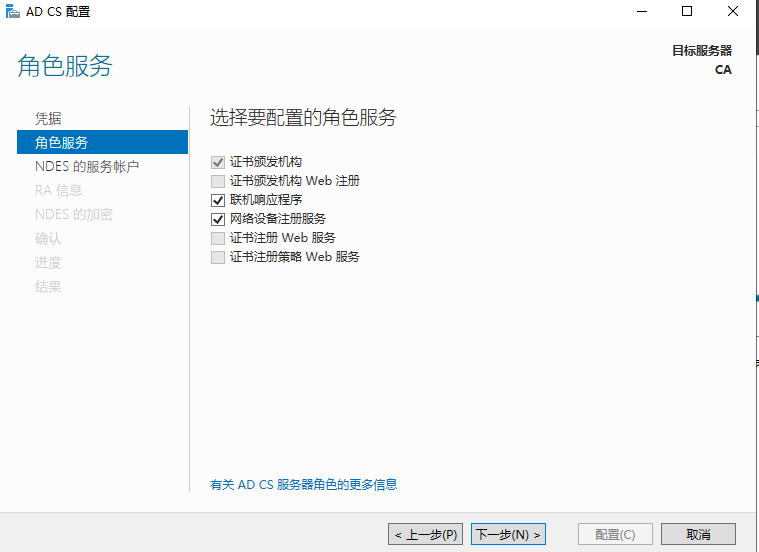 AD CS 配置
角色服务
目标服务器
CA
凭据
角色服务
NDES 的服务帐户
RA 信息
NDES 的加密
确认
进度
结果
选择要配置的角色服务
证书颁发机构
证书颁发机构 Web 注册
联机响应程序
网络设备注册服务
证书注册 Web 服务
证书注册策略 Web 服务
有关 AD CS 服务器角色的更多信息
< 上一步(P)
下一步(N) >
配置(C)
取消